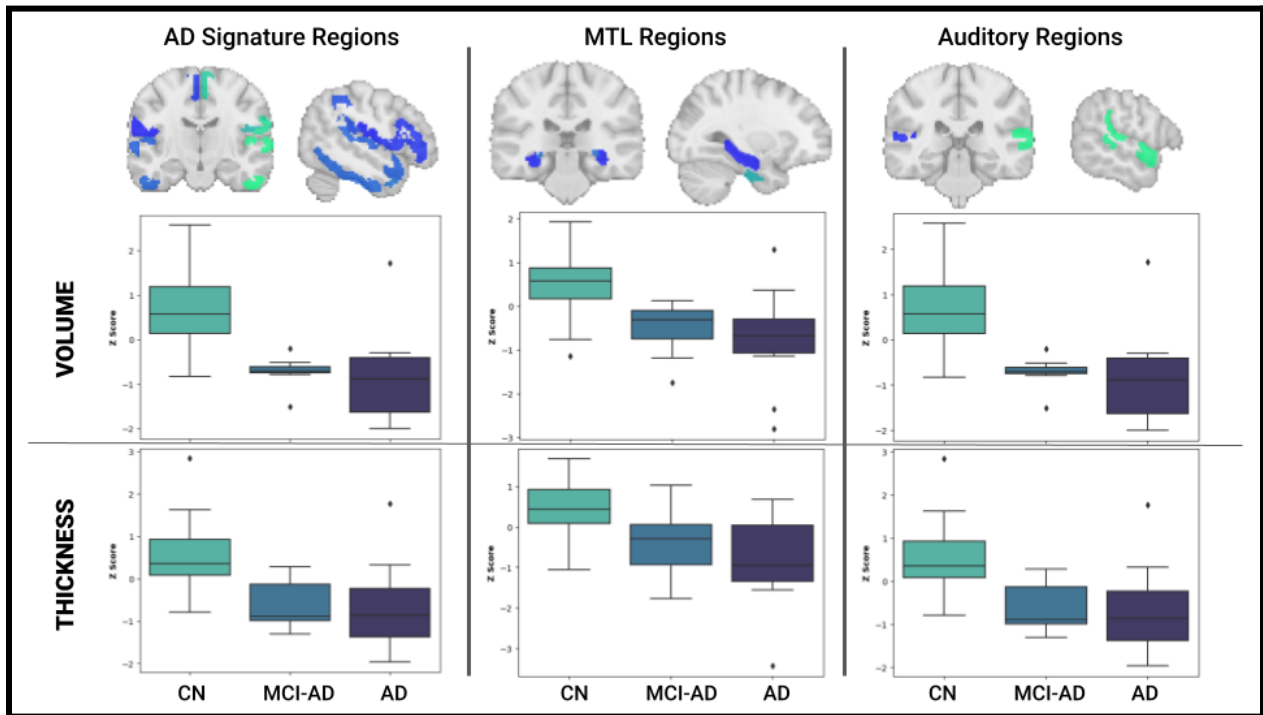 AD Signature Regions
MTL Regions
Auditory Regions
VOLUME
Z Score
2
1
0
−1
−2
Z Score
2
1
0
−1
−2
−3
Z Score
2
1
0
−1
−2
THICKNESS
Z Score
3
2
1
0
−1
−2
Z Score
1
0
−1
−2
−3
Z Score
3
2
1
0
−1
−2
CN MCI-AD AD
CN MCI-AD AD
CN MCI-AD AD